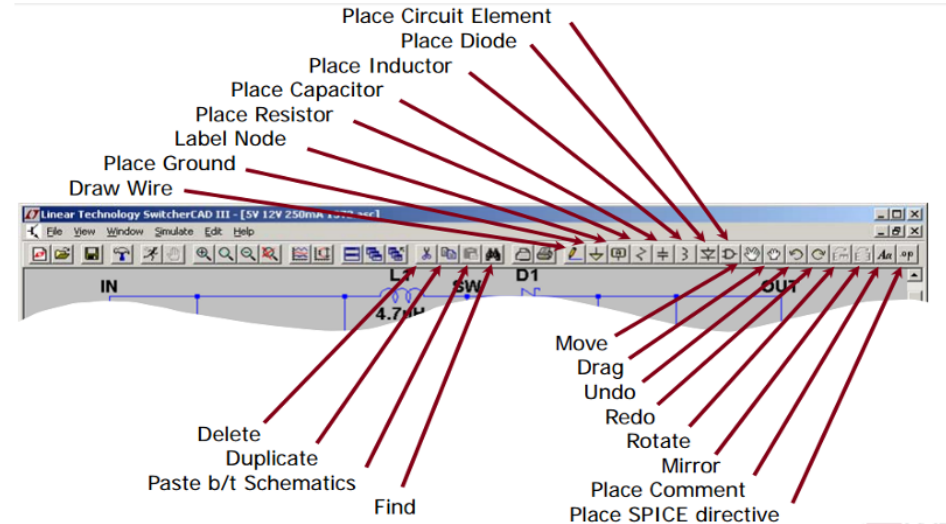 Place Circuit Element
Place Diode
Place Inductor
Place Capacitor
Place Resistor
Label Node
Place Ground
Draw Wire
Linear Technology SwitcherCAD III - [5V 12V 250mA
File View Window Simulate Edit Help
Aa .op
IN L1 SW D1 OUT
4.7µH
Move
Drag
Undo
Redo
Rotate
Mirror
Place Comment
Place SPICE directive
Delete
Duplicate
Paste b/t Schematics
Find